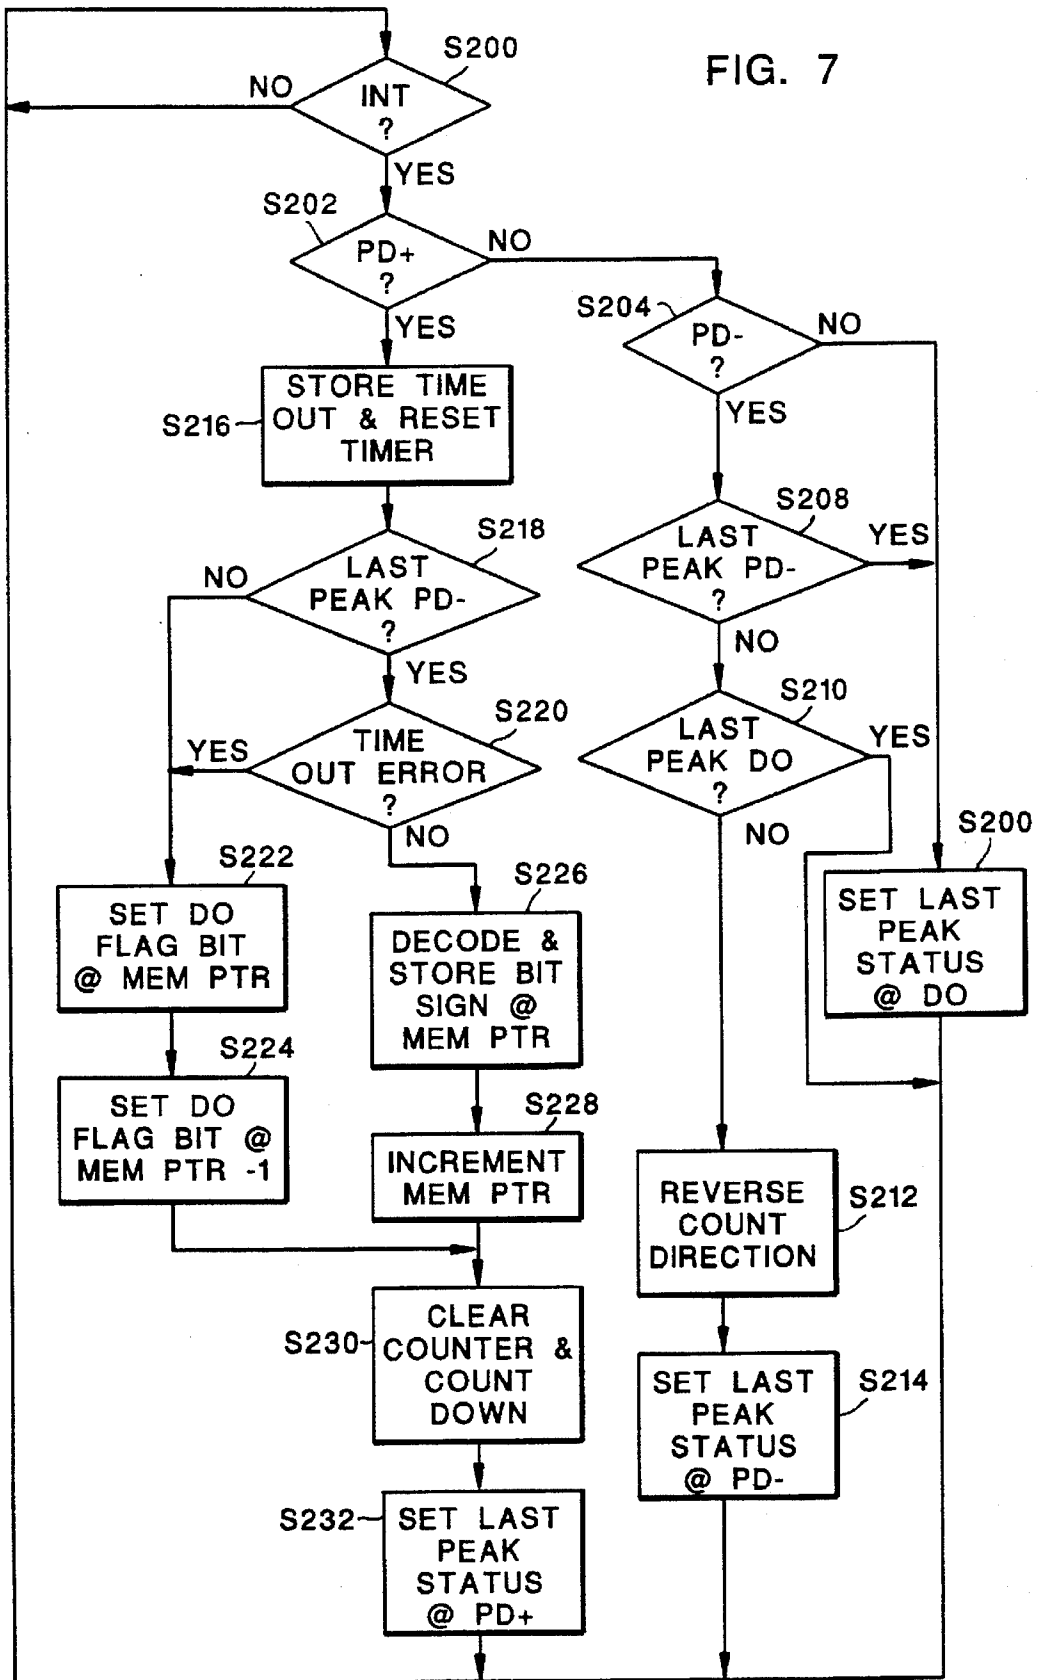 FIG. 7
S200
INT
?
NO
YES
S202
PD+
?
NO
YES
S204
PD-
?
NO
YES
S216
STORE TIME
OUT & RESET
TIMER
S218
LAST
PEAK PD-
?
NO
YES
S208
LAST
PEAK PD-
?
YES
NO
S220
TIME
OUT ERROR
?
YES
NO
S210
LAST
PEAK DO
?
YES
NO
S200
SET LAST
PEAK
STATUS
@ DO
S222
SET DO
FLAG BIT
@ MEM PTR
S226
DECODE &
STORE BIT
SIGN @
MEM PTR
S224
SET DO
FLAG BIT @
MEM PTR -1
S228
INCREMENT
MEM PTR
REVERSE
COUNT
DIRECTION
S212
S230
CLEAR
COUNTER &
COUNT
DOWN
SET LAST
PEAK
STATUS
@ PD-
S214
S232
SET LAST
PEAK
STATUS
@ PD+